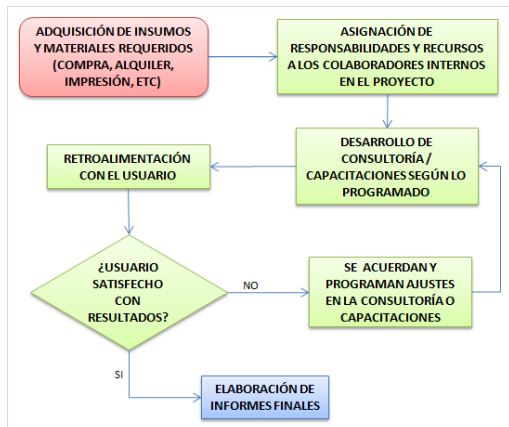 ADQUISICIÓN DE INSUMOS
Y MATERIALES REQUERIDOS
(COMPRA, ALQUILER,
IMPRESIÓN, ETC)
ASIGNACIÓN DE
RESPONSABILIDADES Y RECURSOS
A LOS COLABORADORES INTERNOS
EN EL PROYECTO
DESARROLLO DE
CONSULTORÍA /
CAPACITACIONES SEGÚN LO
PROGRAMADO
RETROALIMENTACIÓN
CON EL USUARIO
¿USUARIO
SATISFECHO
CON
RESULTADOS?
NO
SE ACUERDAN Y
PROGRAMAN AJUSTES
EN LA CONSULTORÍA O
CAPACITACIONES
SI
ELABORACIÓN DE
INFORMES FINALES